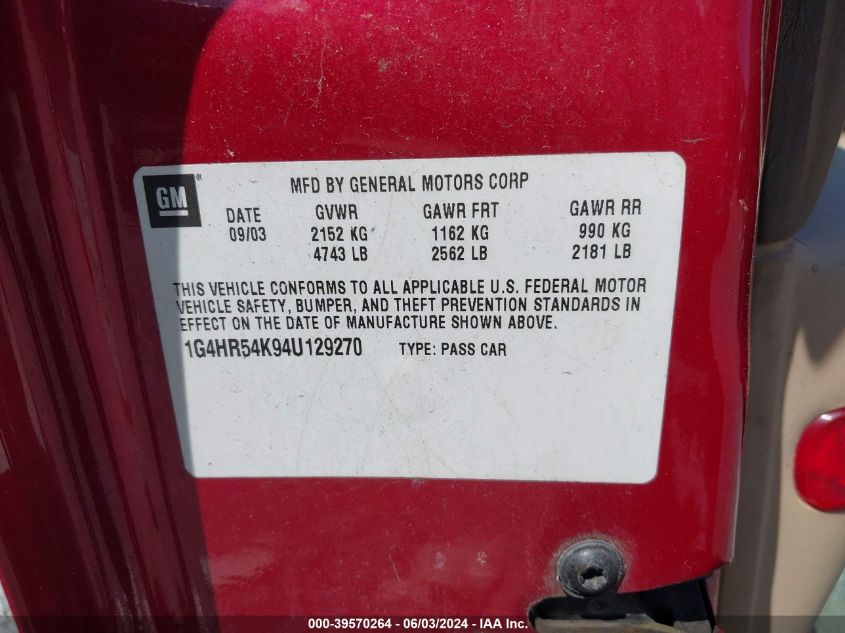 GM ®
MFD BY GENERAL MOTORS CORP
DATE GVWR GAWR FRT GAWR RR
09/03 2152 KG 1162 KG 990 KG
4743 LB 2562 LB 2181 LB
THIS VEHICLE CONFORMS TO ALL APPLICABLE U.S. FEDERAL MOTOR
VEHICLE SAFETY, BUMPER, AND THEFT PREVENTION STANDARDS IN
EFFECT ON THE DATE OF MANUFACTURE SHOWN ABOVE.
1G4HR54K94U129270 TYPE: PASS CAR
000-39570264 - 06/03/2024 - IAA Inc.